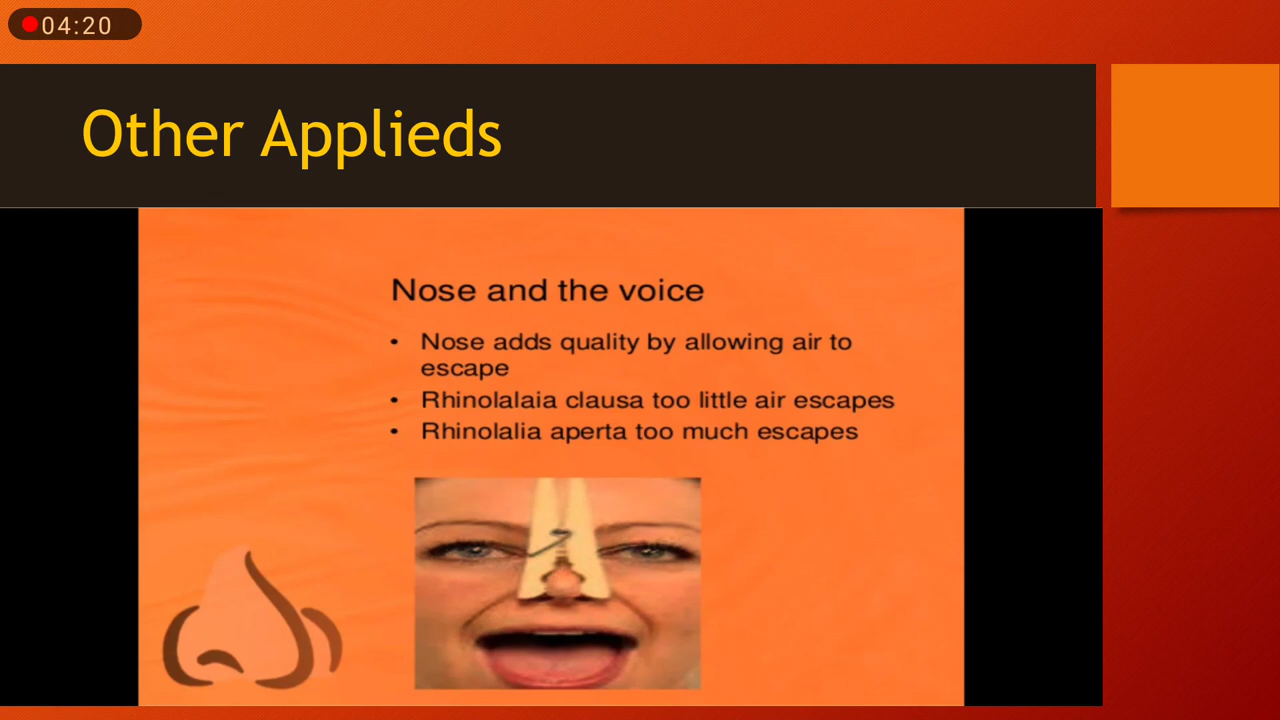 04:20
Other Applieds
Nose and the voice
• Nose adds quality by allowing air to
escape
• Rhinolalaia clausa too little air escapes
• Rhinolalia aperta too much escapes